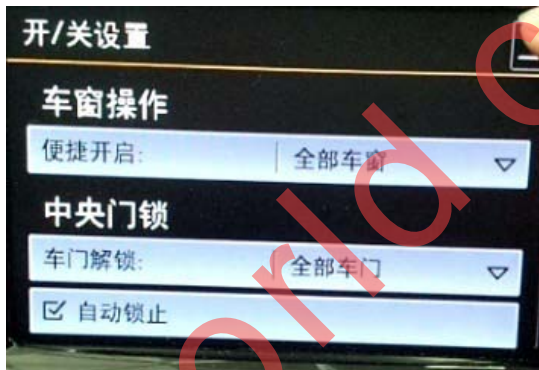 开/关设置
车窗操作
便捷开启: 全部车窗
中央门锁
车门解锁: 全部车门
自动锁止
orld